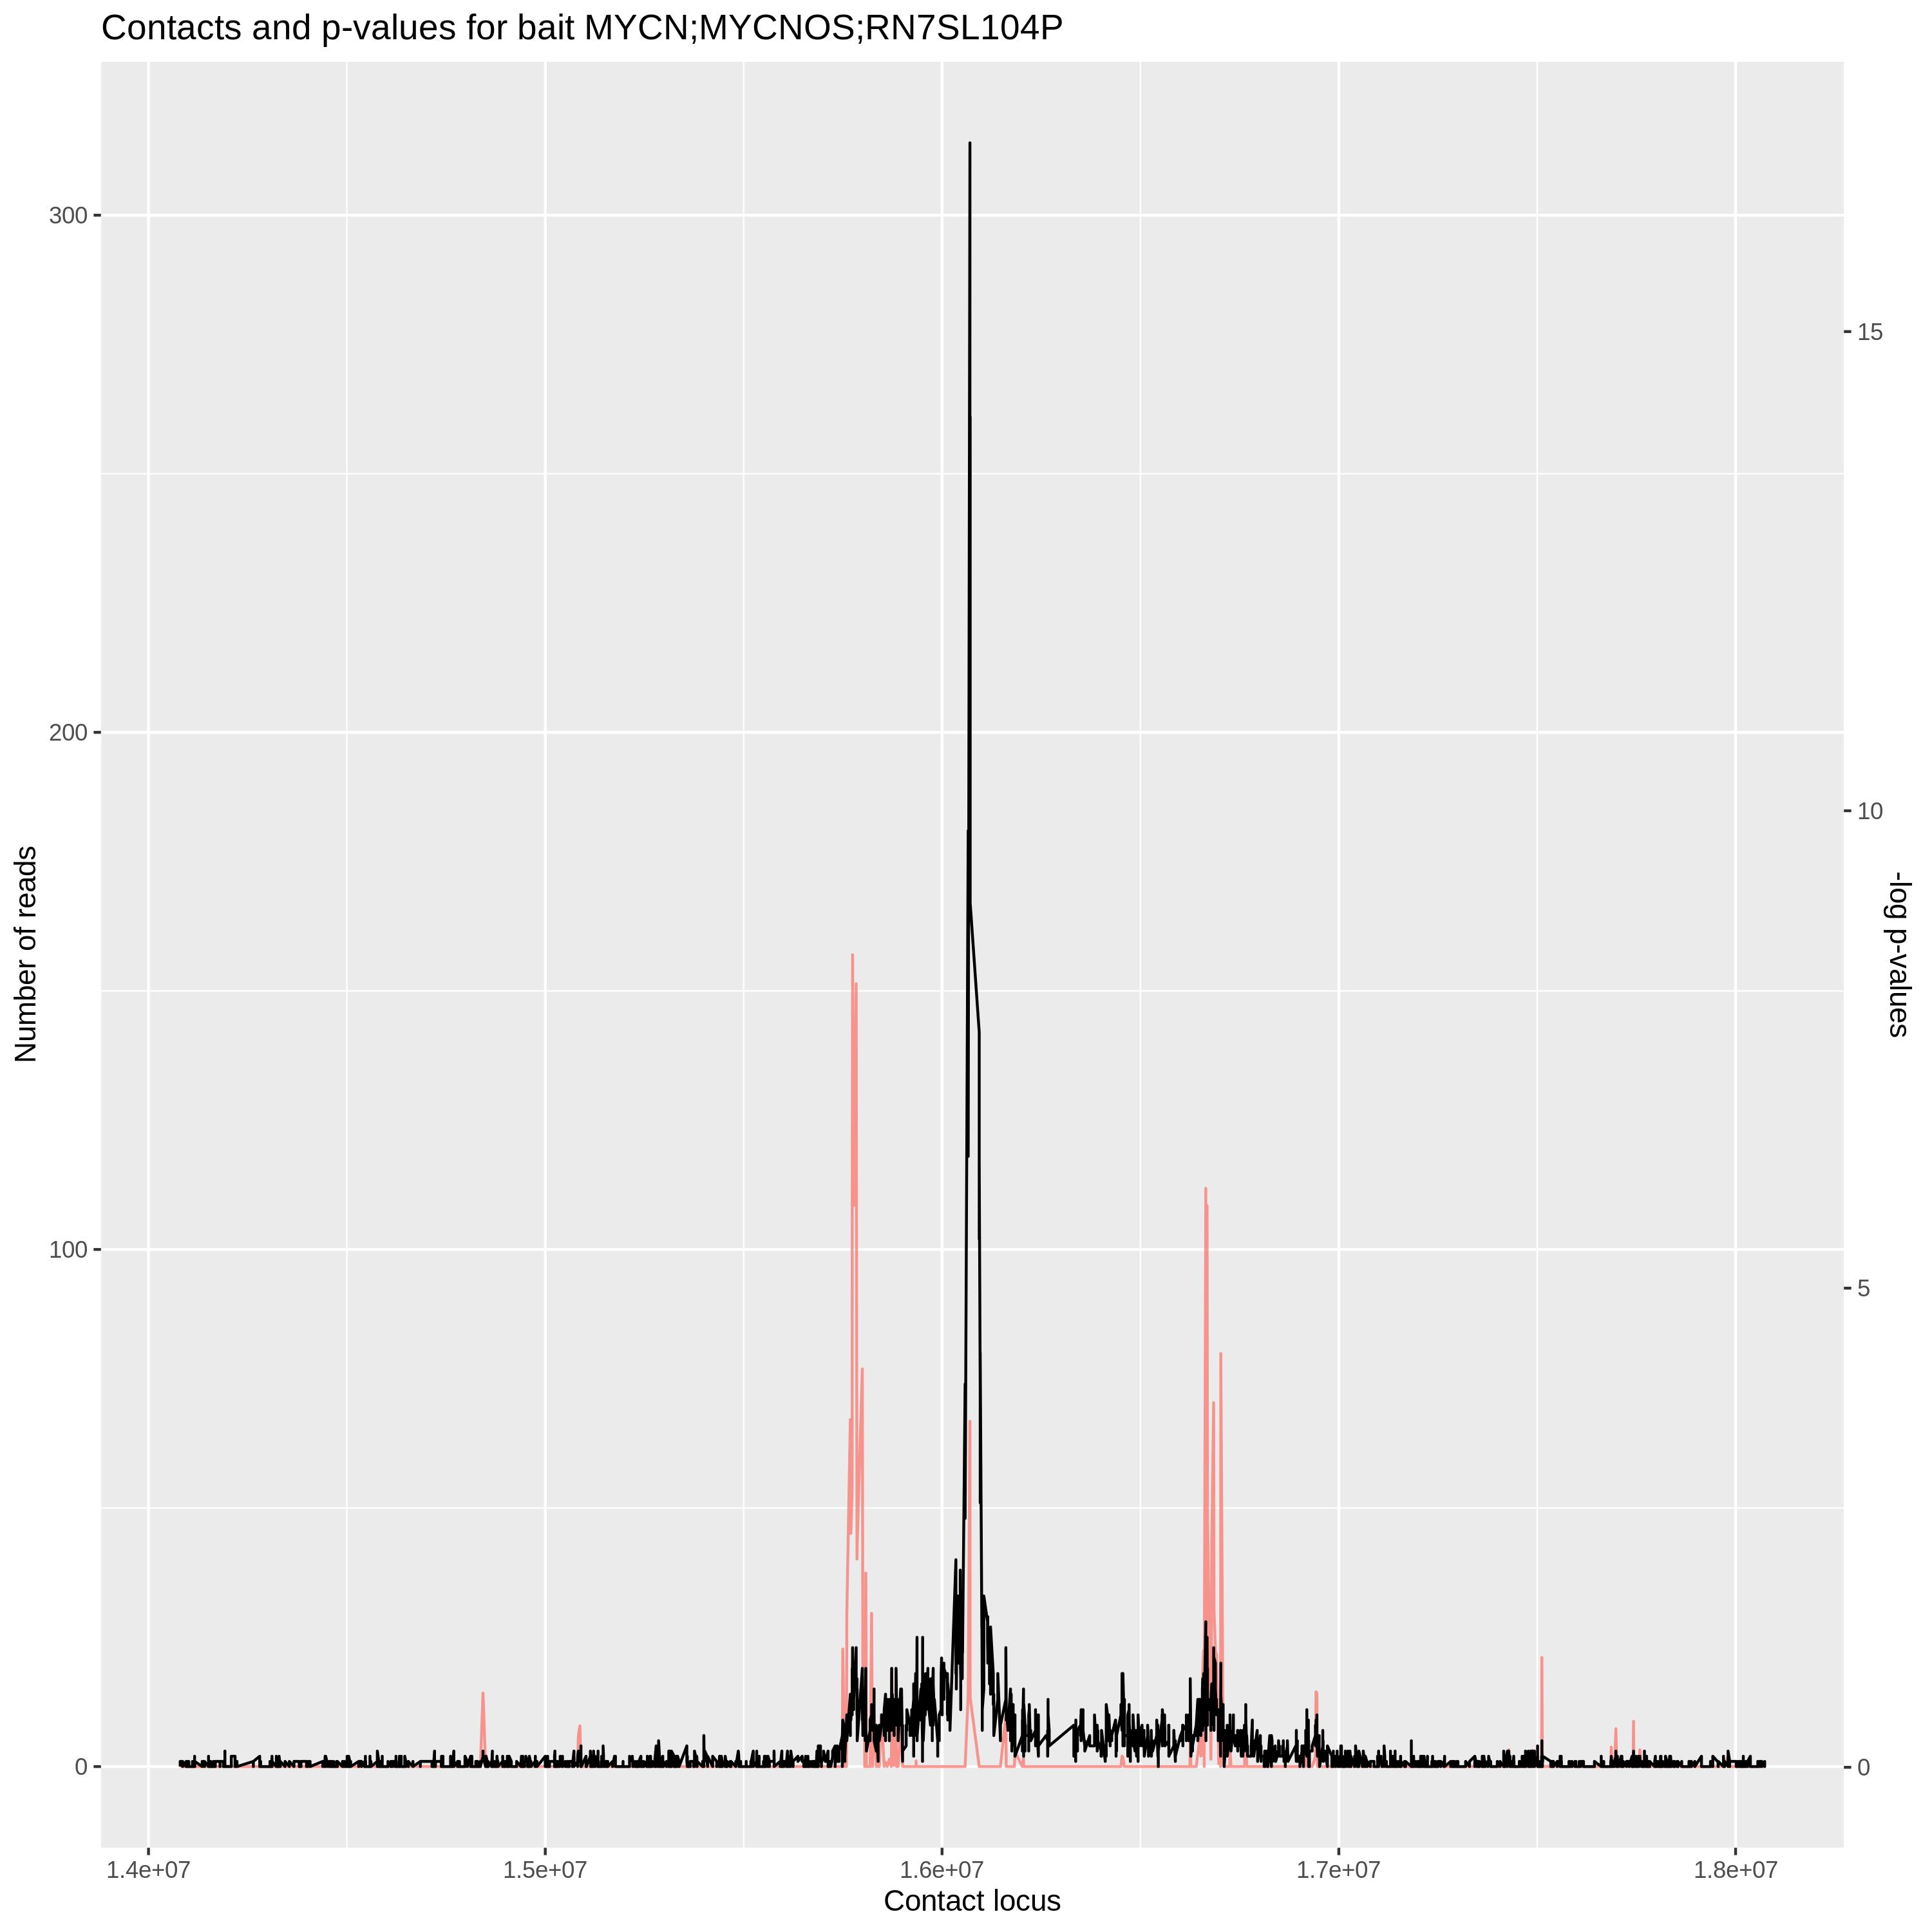 Contacts and p-values for bait MYCN;MYCNOS;RN7SL104P
300
200
100
0
Number of reads
15
10
5
0
-log p-values
1.4e+07
1.5e+07
1.6e+07
1.7e+07
1.8e+07
Contact locus